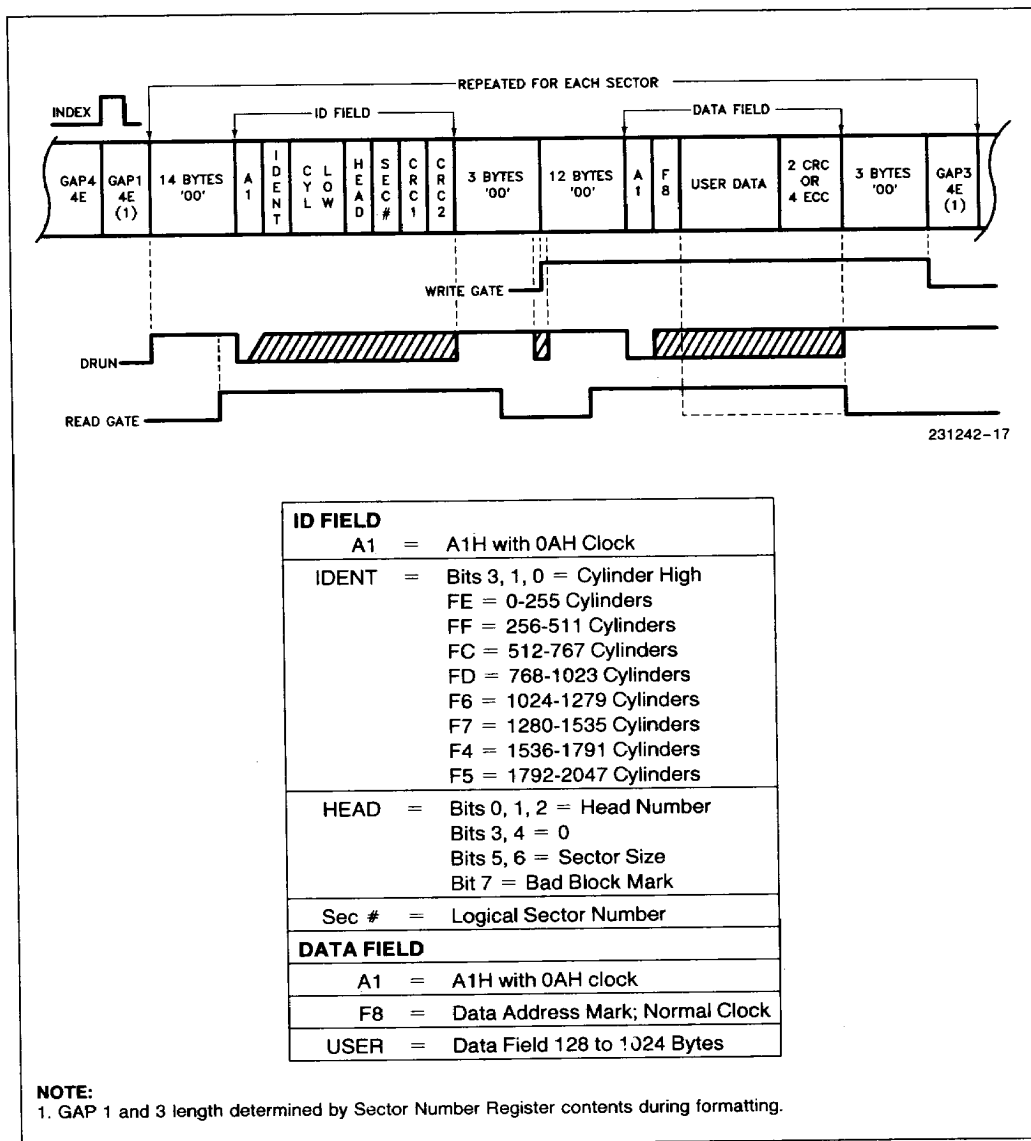 REPEATED FOR EACH SECTOR
INDEX
ID FIELD
DATA FIELD
GAP4 4E
GAP1 4E (1)
14 BYTES '00'
A1
IDENT
CYL LOW
HEAD
SEC#
CRC1
CRC2
3 BYTES '00'
12 BYTES '00'
A1
F8
USER DATA
2 CRC OR 4 ECC
3 BYTES '00'
GAP3 4E (1)
WRITE GATE
DRUN
READ GATE
231242-17
ID FIELD
A1 = A1H with 0AH Clock
IDENT = Bits 3, 1, 0 = Cylinder High
FE = 0-255 Cylinders
FF = 256-511 Cylinders
FC = 512-767 Cylinders
FD = 768-1023 Cylinders
F6 = 1024-1279 Cylinders
F7 = 1280-1535 Cylinders
F4 = 1536-1791 Cylinders
F5 = 1792-2047 Cylinders
HEAD = Bits 0, 1, 2 = Head Number
Bits 3, 4 = 0
Bits 5, 6 = Sector Size
Bit 7 = Bad Block Mark
Sec # = Logical Sector Number
DATA FIELD
A1 = A1H with 0AH clock
F8 = Data Address Mark; Normal Clock
USER = Data Field 128 to 1024 Bytes
NOTE:
1. GAP 1 and 3 length determined by Sector Number Register contents during formatting.